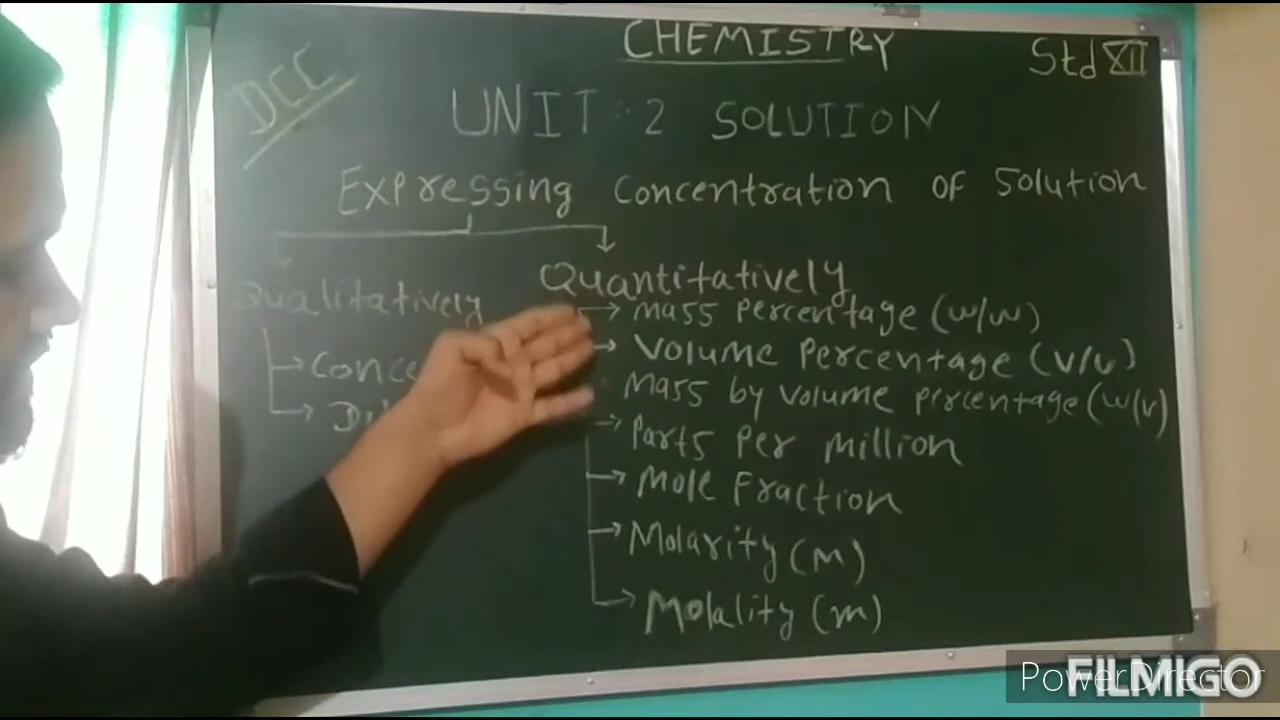 CHEMISTRY
Std XII
DCC
UNIT : 2 SOLUTION
Expressing Concentration of Solution
Qualitatively
Quantitatively
→ Mass Percentage (w/w)
→ Volume Percentage (v/v)
Mass by volume percentage (w/v)
→ Parts Per Million
→ Mole Fraction
→ Molarity (M)
→ Molality (m)
PowerDirector
FILMIGO